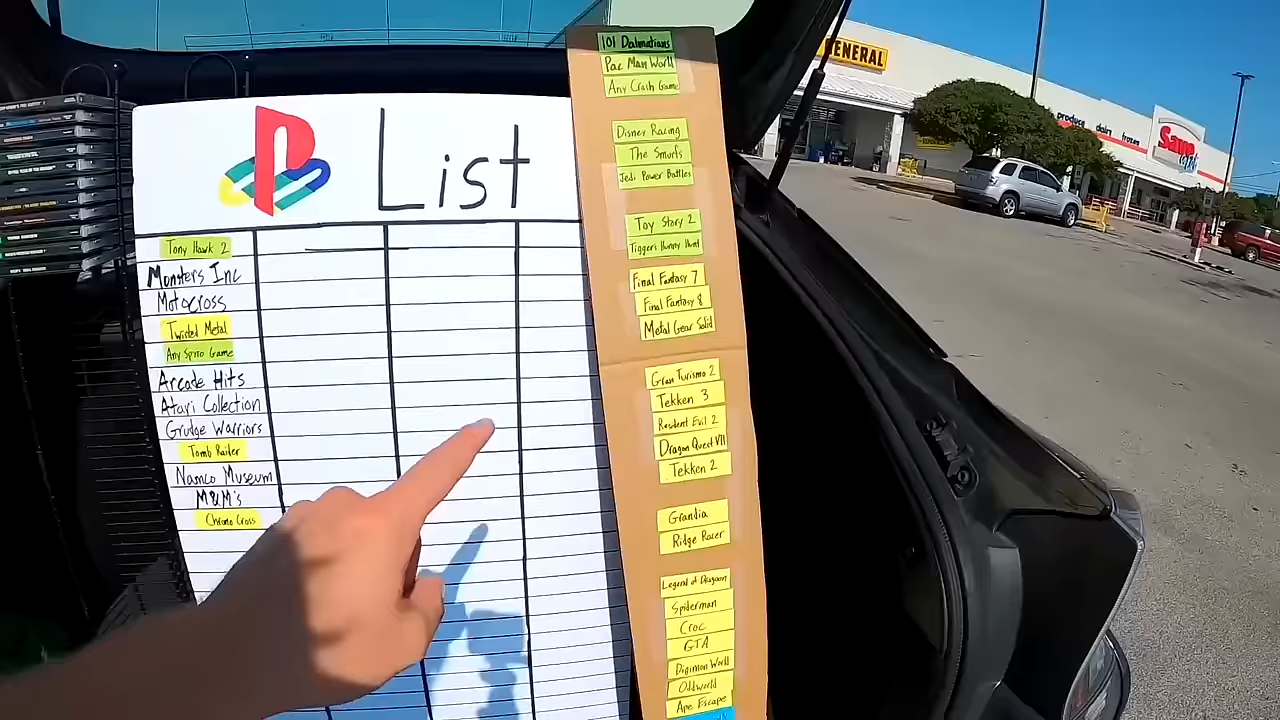 List
Tony Hawk 2
Monsters Inc
Motocross
Twisted Metal
Any Spyro Game
Arcade Hits
Atari Collection
Grudge Warriors
Tomb Raider
Namco Museum
M&M's
Chrono Cross
101 Dalmatians
Pac Man World
Any Crash Game
Disney Racing
The Smurfs
Jedi Power Battles
Toy Story 2
Tigger's Hunny Hunt
Final Fantasy 7
Final Fantasy 8
Metal Gear Solid
Gran Turismo 2
Tekken 3
Resident Evil 2
Dragon Quest VII
Tekken 2
Grandia
Ridge Racer
Legend of Dragoon
Spiderman
Croc
GTA
Digimon World
Oddworld
Ape Escape
GENERAL
produce dairy frozen
Save